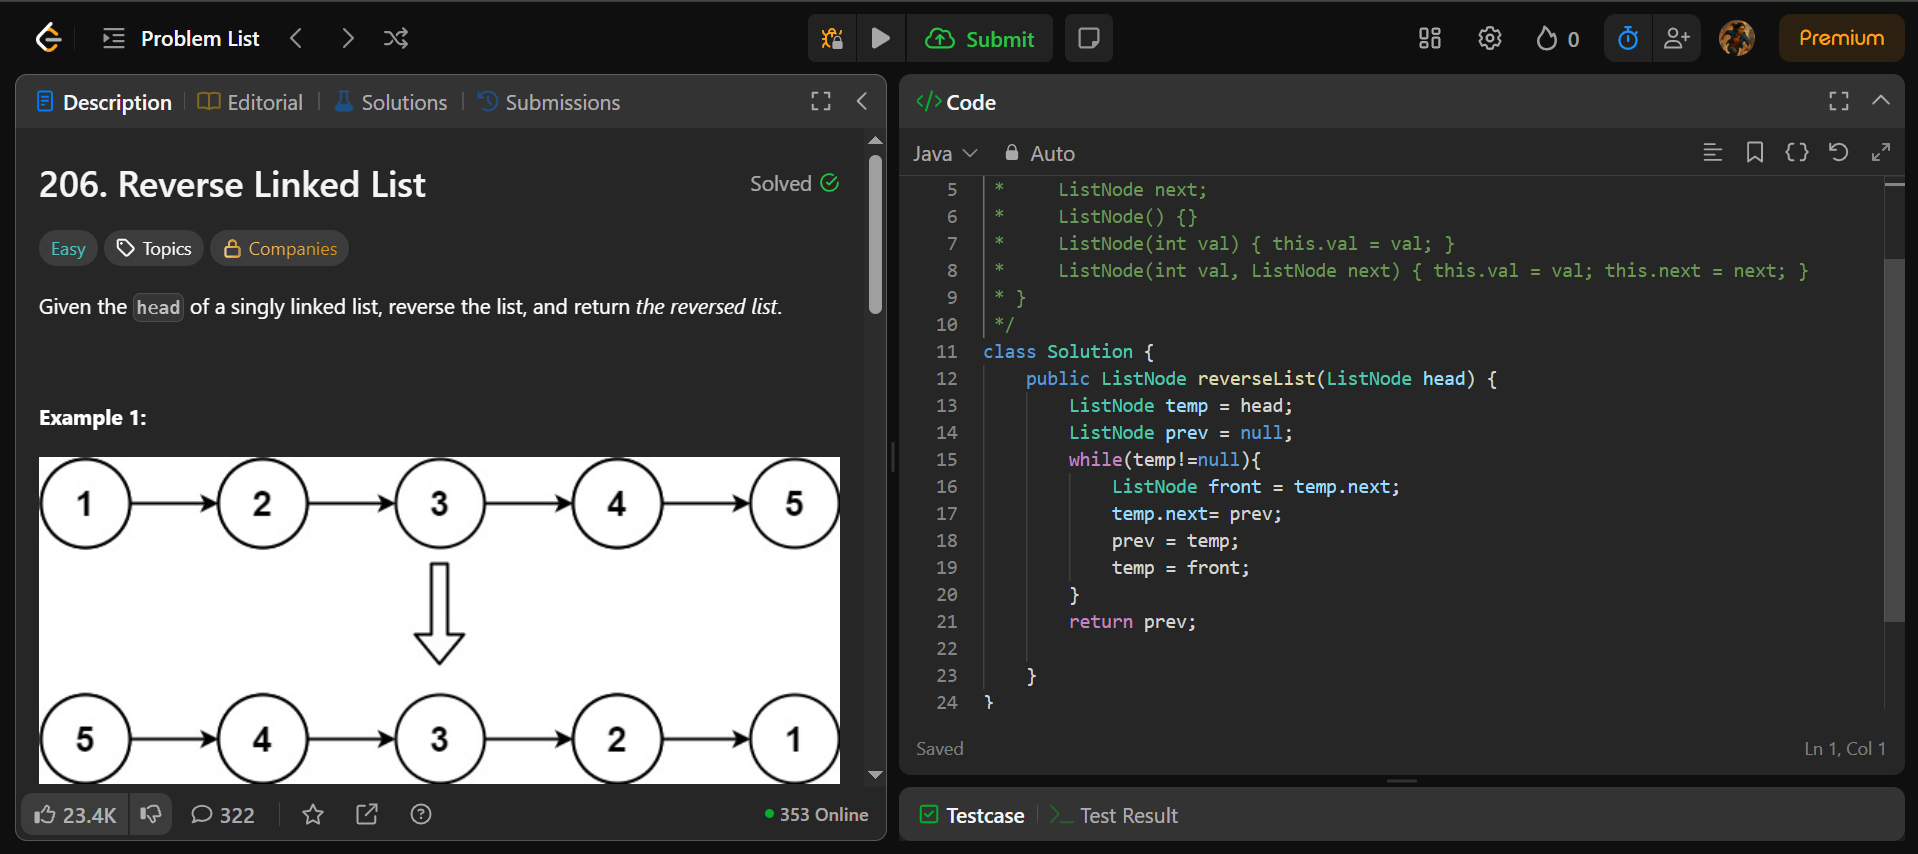 Problem List
Submit
0
Premium
Description
Editorial
Solutions
Submissions
206. Reverse Linked List
Solved
Easy
Topics
Companies
Given the head of a singly linked list, reverse the list, and return the reversed list.
Example 1:
1 2 3 4 5
5 4 3 2 1
23.4K
322
353 Online
</> Code
Java
Auto
5 * ListNode next;
6 * ListNode() {}
7 * ListNode(int val) { this.val = val; }
8 * ListNode(int val, ListNode next) { this.val = val; this.next = next; }
9 * }
10 */
11 class Solution {
12 public ListNode reverseList(ListNode head) {
13 ListNode temp = head;
14 ListNode prev = null;
15 while(temp!=null){
16 ListNode front = temp.next;
17 temp.next= prev;
18 prev = temp;
19 temp = front;
20 }
21 return prev;
22
23 }
24 }
Saved
Ln 1, Col 1
Testcase
Test Result